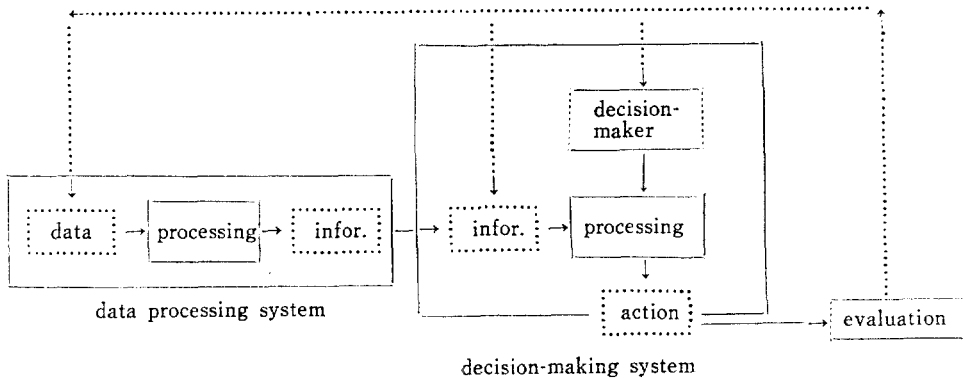 decision-
maker
data
processing
infor.
infor.
processing
data processing system
action
evaluation
decision-making system